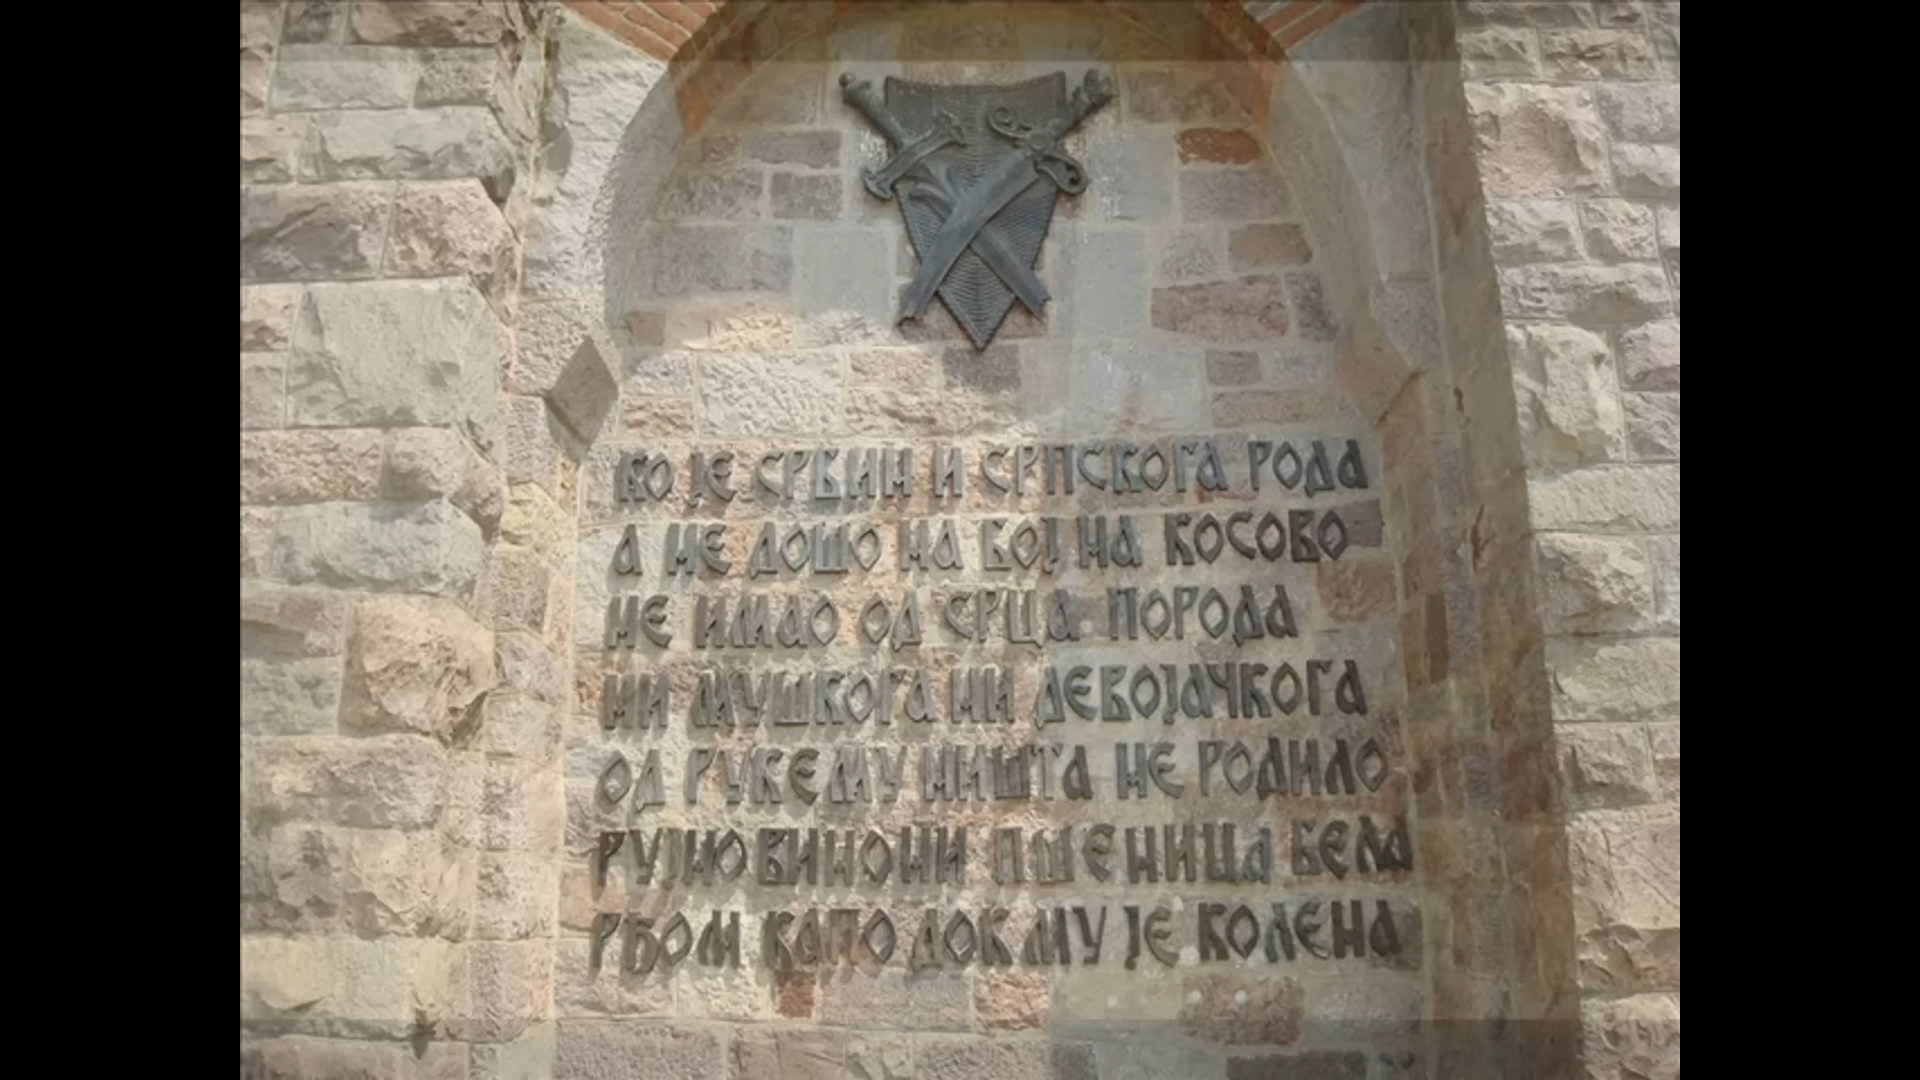 КО ЈЕ СРБИН И СРПСКОГА РОДА
А НЕ ДОШО НА БОЈ НА КОСОВО
НЕ ИМАО ОД СРЦА ПОРОДА
НИ МУШКОГА НИ ДЕВОЈАЧКОГА
ОД РУКЕ МУ НИШТА НЕ РОДИЛО
РУЈНО ВИНО НИ ПШЕНИЦА БЕЛА
РЂОМ КАПО ДОК МУ ЈЕ КОЛЕНА